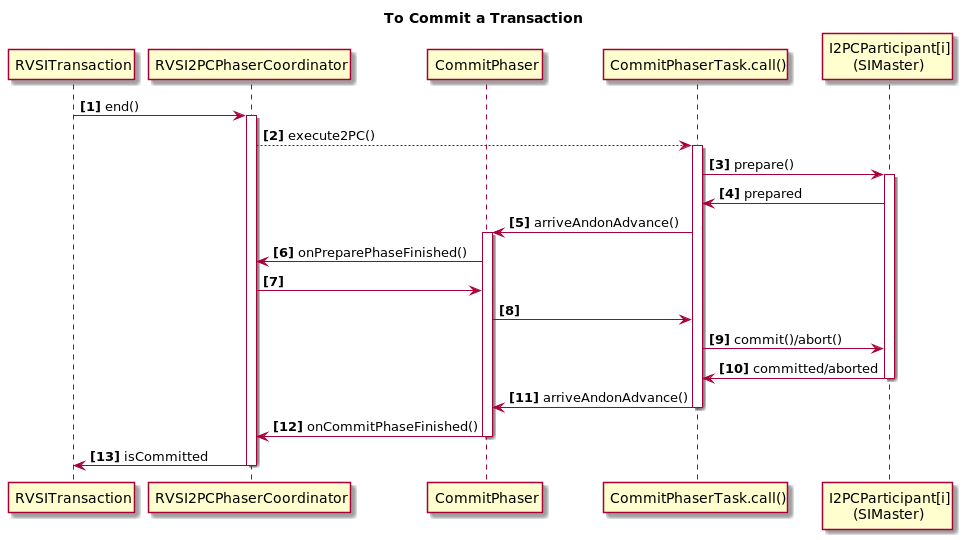 To Commit a Transaction
RVSITransaction
RVSI2PCPhaserCoordinator
CommitPhaser
CommitPhaserTask.call()
I2PCParticipant[i]
(SIMaster)
[1] end()
[2] execute2PC()
[3] prepare()
[4] prepared
[5] arriveAndonAdvance()
[6] onPreparePhaseFinished()
[7]
[8]
[9] commit()/abort()
[10] committed/aborted
[11] arriveAndonAdvance()
[12] onCommitPhaseFinished()
[13] isCommitted
RVSITransaction
RVSI2PCPhaserCoordinator
CommitPhaser
CommitPhaserTask.call()
I2PCParticipant[i]
(SIMaster)